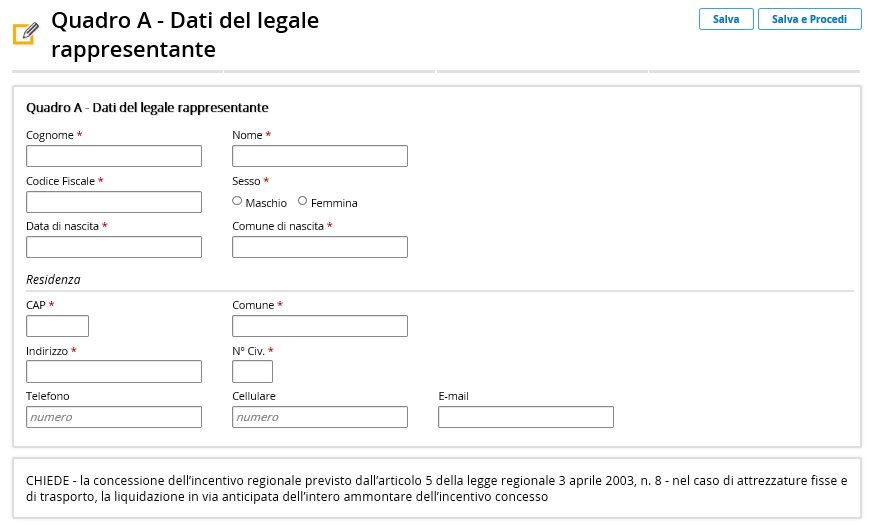 Quadro A - Dati del legale
rappresentante
Salva
Salva e Procedi
Quadro A - Dati del legale rappresentante
Cognome * Nome *
Codice Fiscale * Sesso *
Maschio Femmina
Data di nascita * Comune di nascita *
Residenza
CAP * Comune *
Indirizzo * N° Civ. *
Telefono Cellulare E-mail
numero numero
CHIEDE - la concessione dell'incentivo regionale previsto dall'articolo 5 della legge regionale 3 aprile 2003, n. 8 - nel caso di attrezzature fisse e
di trasporto, la liquidazione in via anticipata dell'intero ammontare dell'incentivo concesso